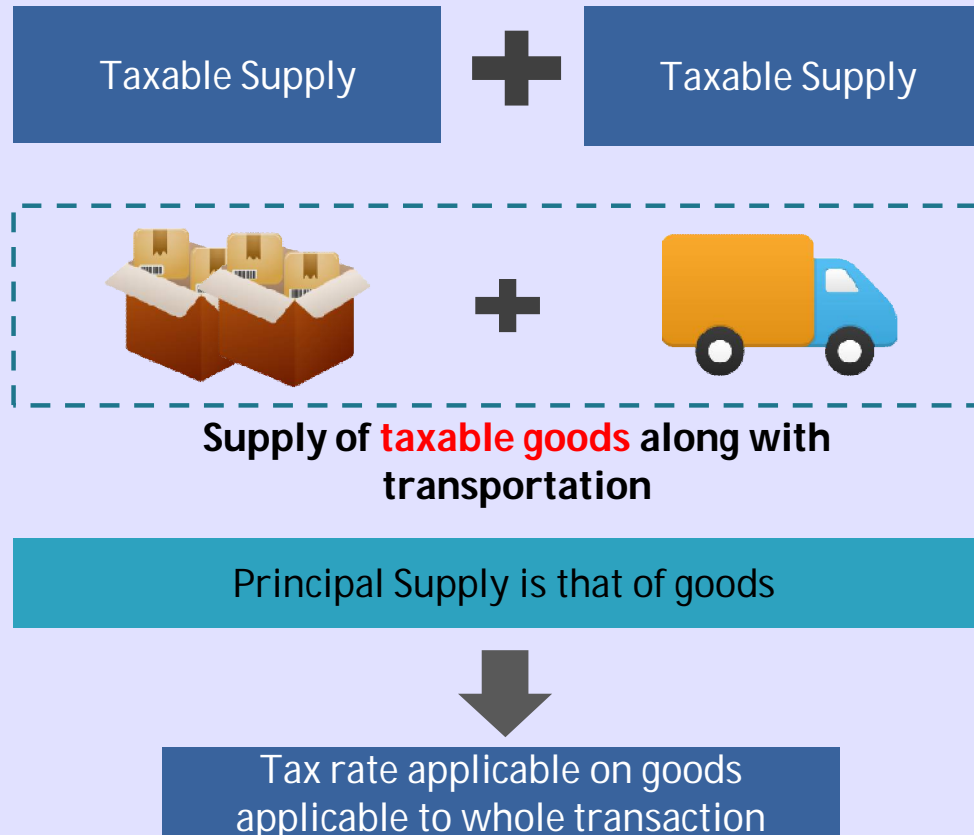 Taxable Supply
Taxable Supply
Supply of taxable goods along with
transportation
Principal Supply is that of goods
Tax rate applicable on goods
applicable to whole transaction